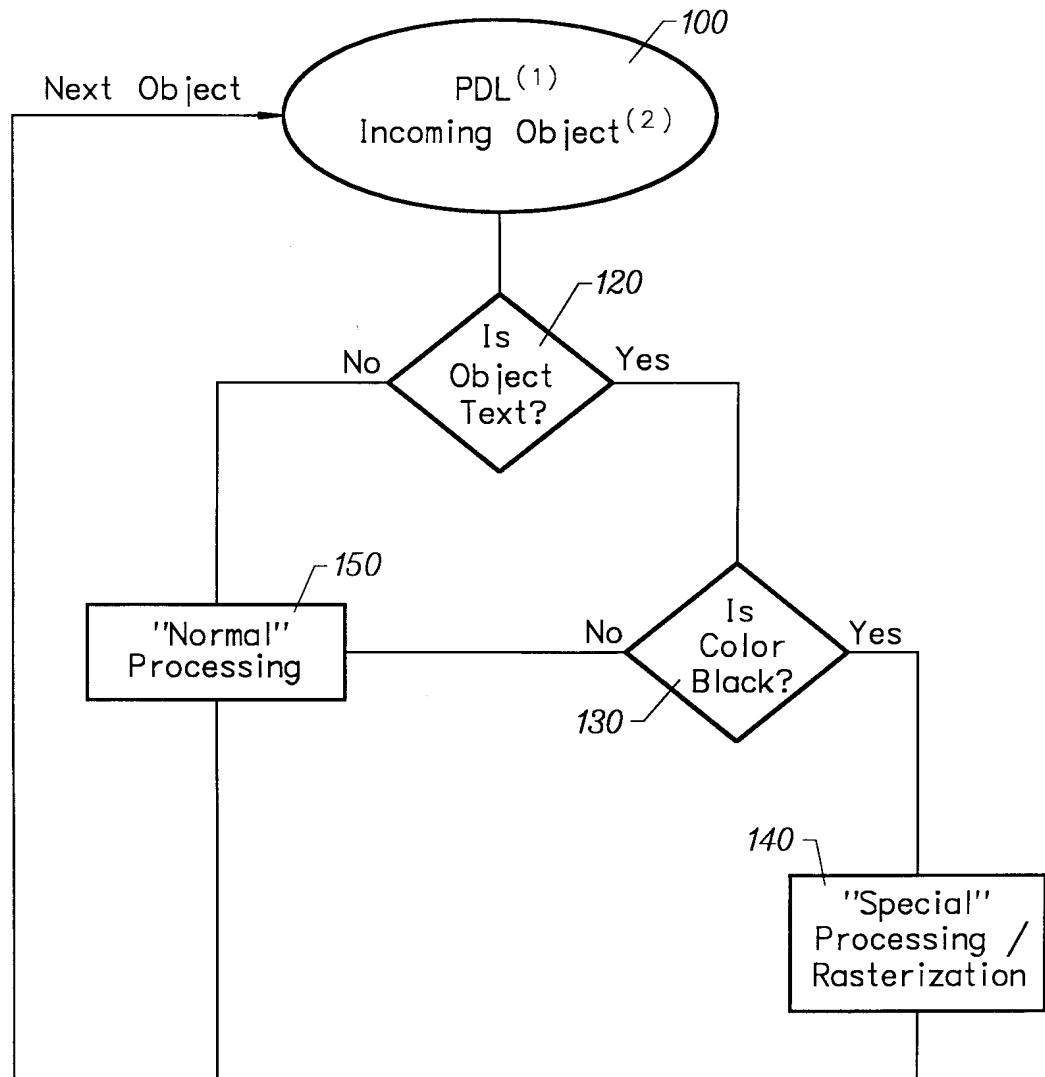 100
Next Object
PDL(1)
Incoming Object(2)
120
Is
Object
Text?
No
Yes
150
"Normal"
Processing
Is
Color
Black?
No
Yes
130
140
"Special"
Processing /
Rasterization